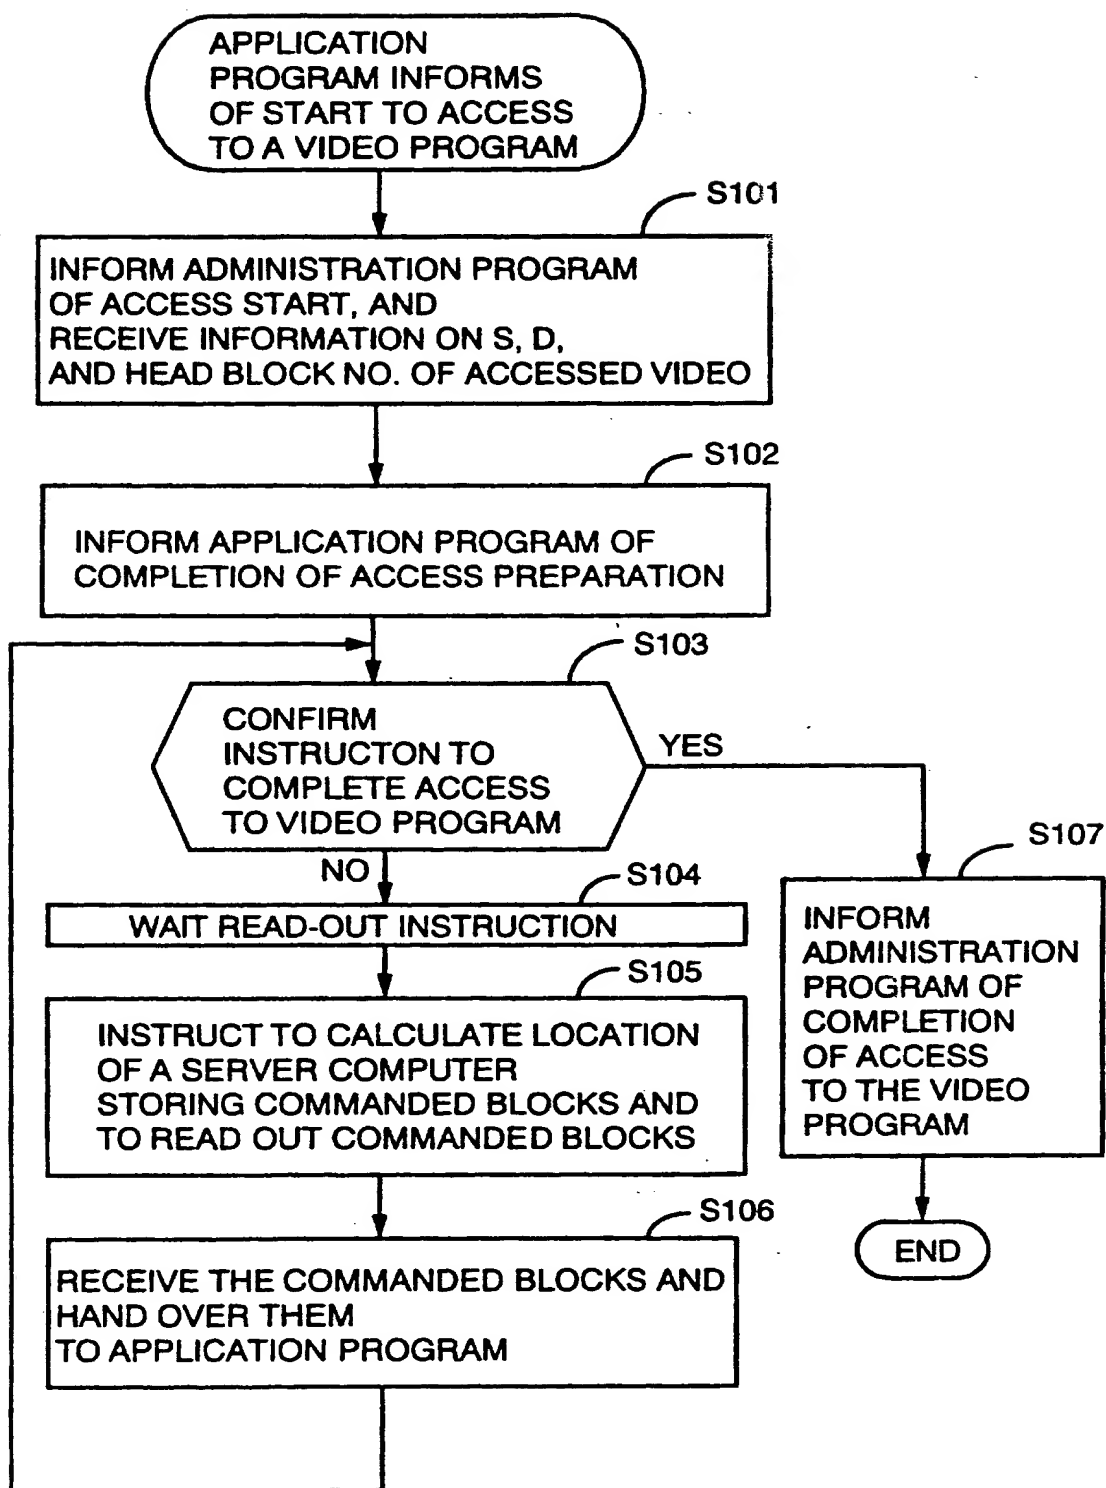 APPLICATION
PROGRAM INFORMS
OF START TO ACCESS
TO A VIDEO PROGRAM
S101
INFORM ADMINISTRATION PROGRAM
OF ACCESS START, AND
RECEIVE INFORMATION ON S, D,
AND HEAD BLOCK NO. OF ACCESSED VIDEO
S102
INFORM APPLICATION PROGRAM OF
COMPLETION OF ACCESS PREPARATION
S103
CONFIRM
INSTRUCTON TO
COMPLETE ACCESS
TO VIDEO PROGRAM
YES
NO
S104
WAIT READ-OUT INSTRUCTION
S105
INSTRUCT TO CALCULATE LOCATION
OF A SERVER COMPUTER
STORING COMMANDED BLOCKS AND
TO READ OUT COMMANDED BLOCKS
S106
RECEIVE THE COMMANDED BLOCKS AND
HAND OVER THEM
TO APPLICATION PROGRAM
S107
INFORM
ADMINISTRATION
PROGRAM OF
COMPLETION
OF ACCESS
TO THE VIDEO
PROGRAM
END